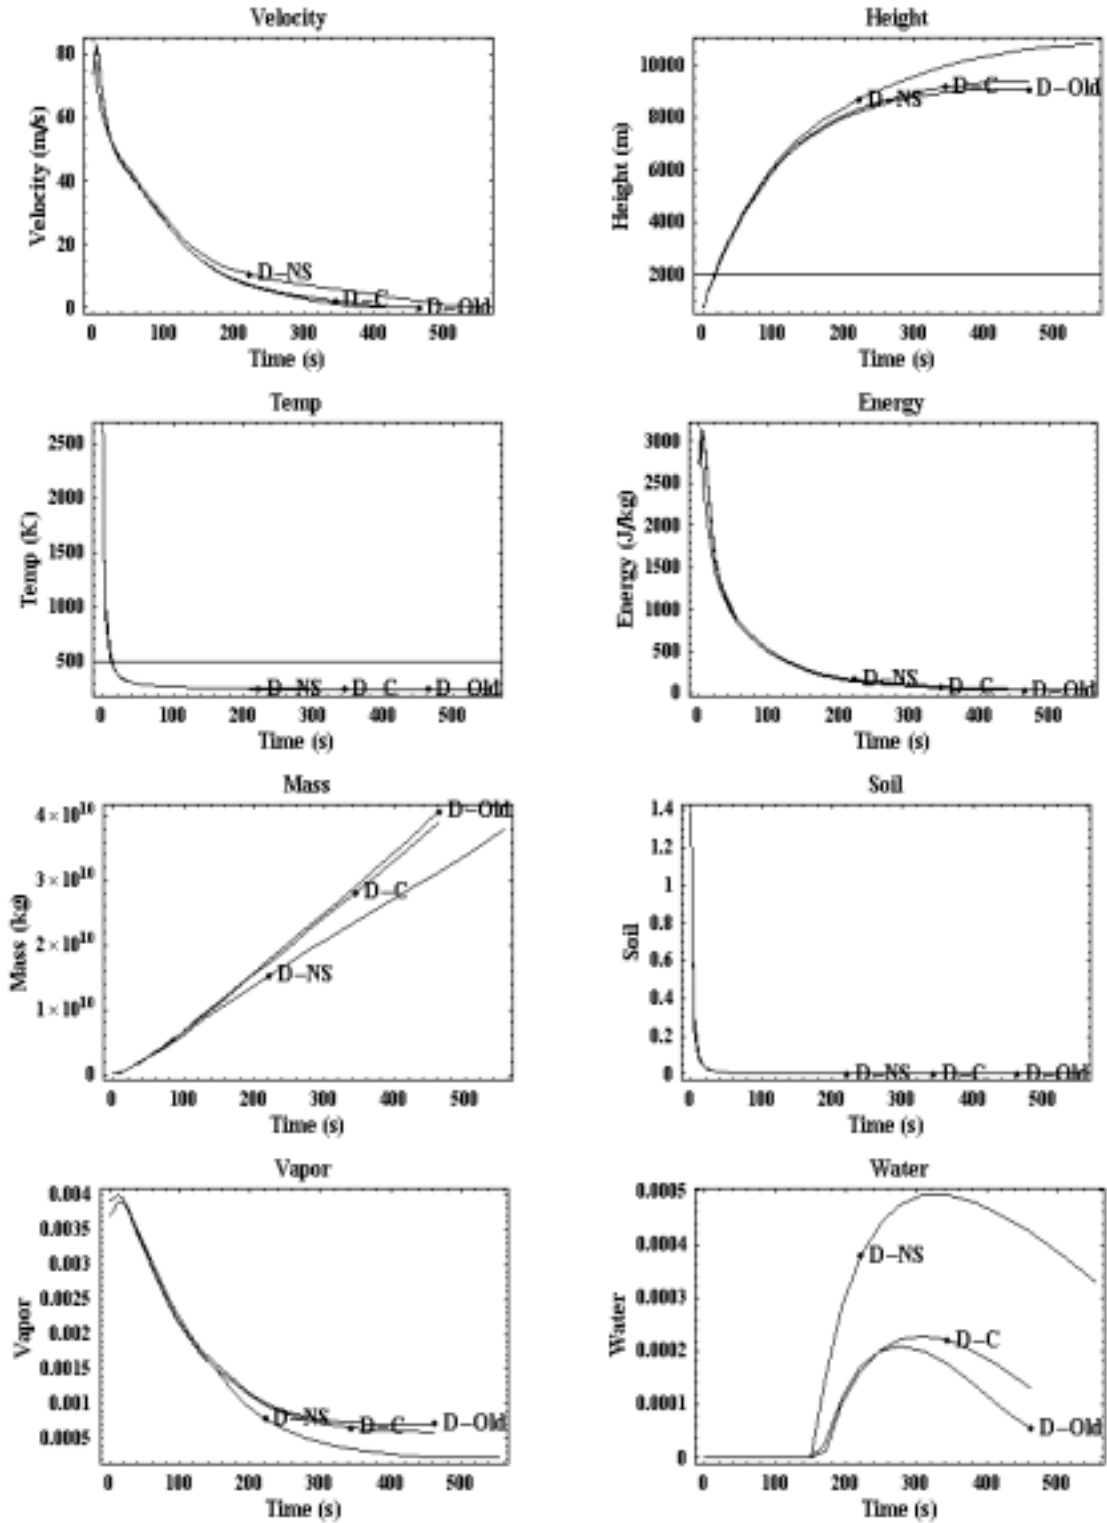 Velocity
Velocity (m/s)
80
60
40
20
0
D-NS
D-C
D-Old
0 100 200 300 400 500
Time (s)
Height
Height (m)
10000
8000
6000
4000
2000
D-NS
D-C
D-Old
0 100 200 300 400 500
Time (s)
Temp
Temp (K)
2500
2000
1500
1000
500
D-NS
D-C
D-Old
0 100 200 300 400 500
Time (s)
Energy
Energy (J/kg)
3000
2500
2000
1500
1000
500
0
D-NS
D-C
D-Old
0 100 200 300 400 500
Time (s)
Mass
Mass (kg)
4×10¹⁰
3×10¹⁰
2×10¹⁰
1×10¹⁰
0
D-Old
D-C
D-NS
0 100 200 300 400 500
Time (s)
Soil
Soil
1.4
1.2
1
0.8
0.6
0.4
0.2
0
D-NS
D-C
D-Old
0 100 200 300 400 500
Time (s)
Vapor
Vapor
0.004
0.0035
0.003
0.0025
0.002
0.0015
0.001
0.0005
D-NS
D-C
D-Old
0 100 200 300 400 500
Time (s)
Water
Water
0.0005
0.0004
0.0003
0.0002
0.0001
0
D-NS
D-C
D-Old
0 100 200 300 400 500
Time (s)